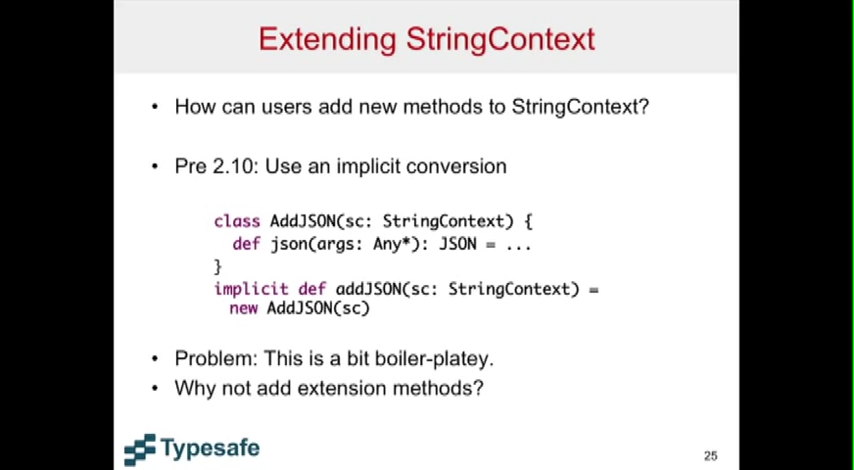 Extending StringContext
• How can users add new methods to StringContext?
• Pre 2.10: Use an implicit conversion
class AddJSON(sc: StringContext) {
def json(args: Any*): JSON = ...
}
implicit def addJSON(sc: StringContext) =
new AddJSON(sc)
• Problem: This is a bit boiler-platey.
• Why not add extension methods?
Typesafe
25